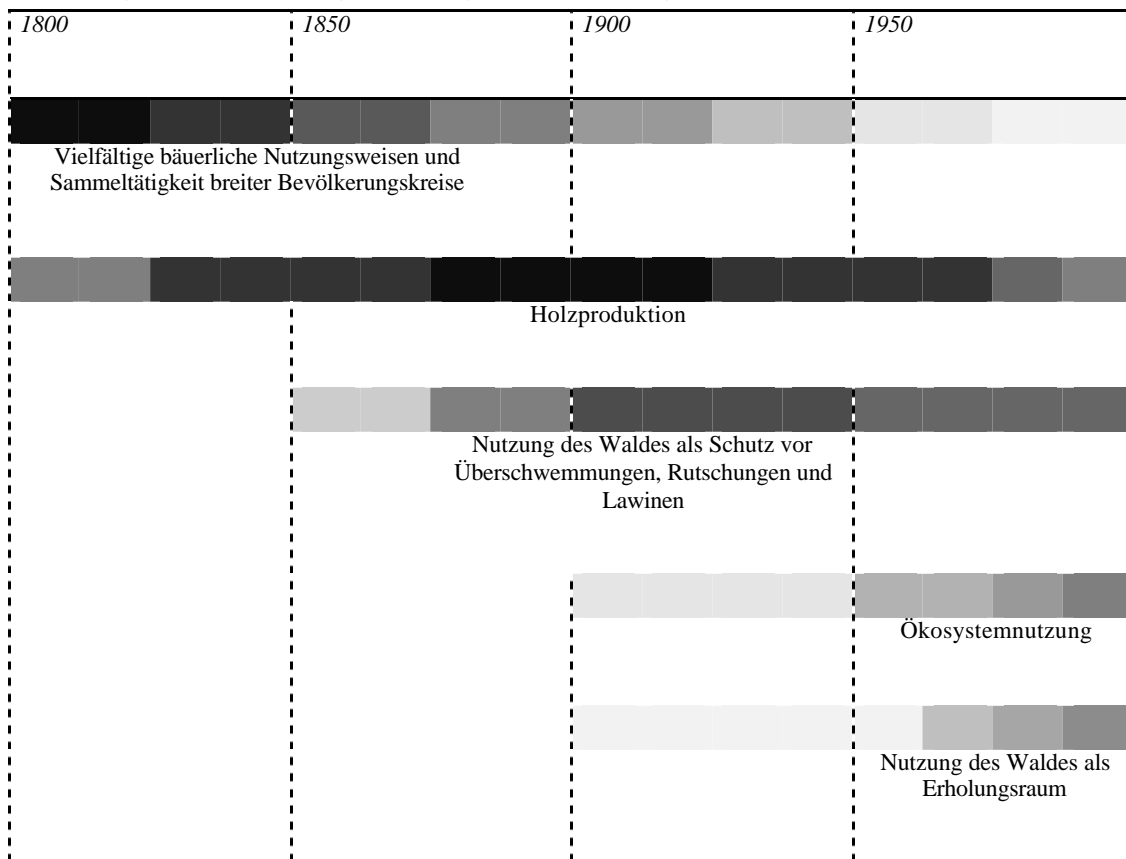 1800 1850 1900 1950
Vielfältige bäuerliche Nutzungsweisen und
Sammeltätigkeit breiter Bevölkerungskreise
Holzproduktion
Nutzung des Waldes als Schutz vor
Überschwemmungen, Rutschungen und
Lawinen
Ökosystemnutzung
Nutzung des Waldes als
Erholungsraum